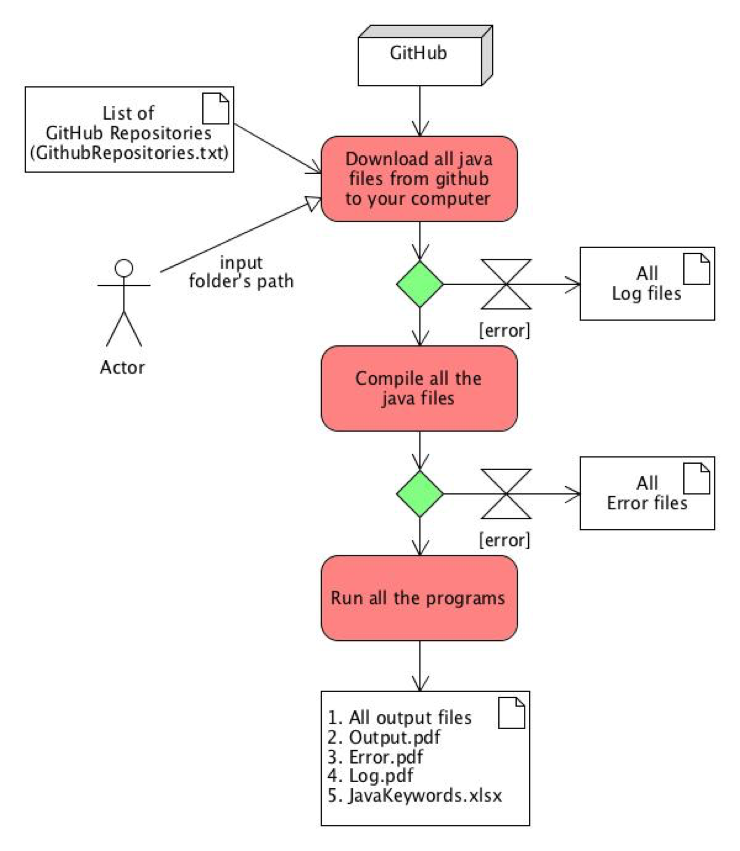 GitHub
List of
GitHub Repositories
(GithubRepositories.txt)
Download all java
files from github
to your computer
input
folder's path
Actor
All
Log files
[error]
Compile all the
java files
All
Error files
[error]
Run all the programs
1. All output files
2. Output.pdf
3. Error.pdf
4. Log.pdf
5. JavaKeywords.xlsx